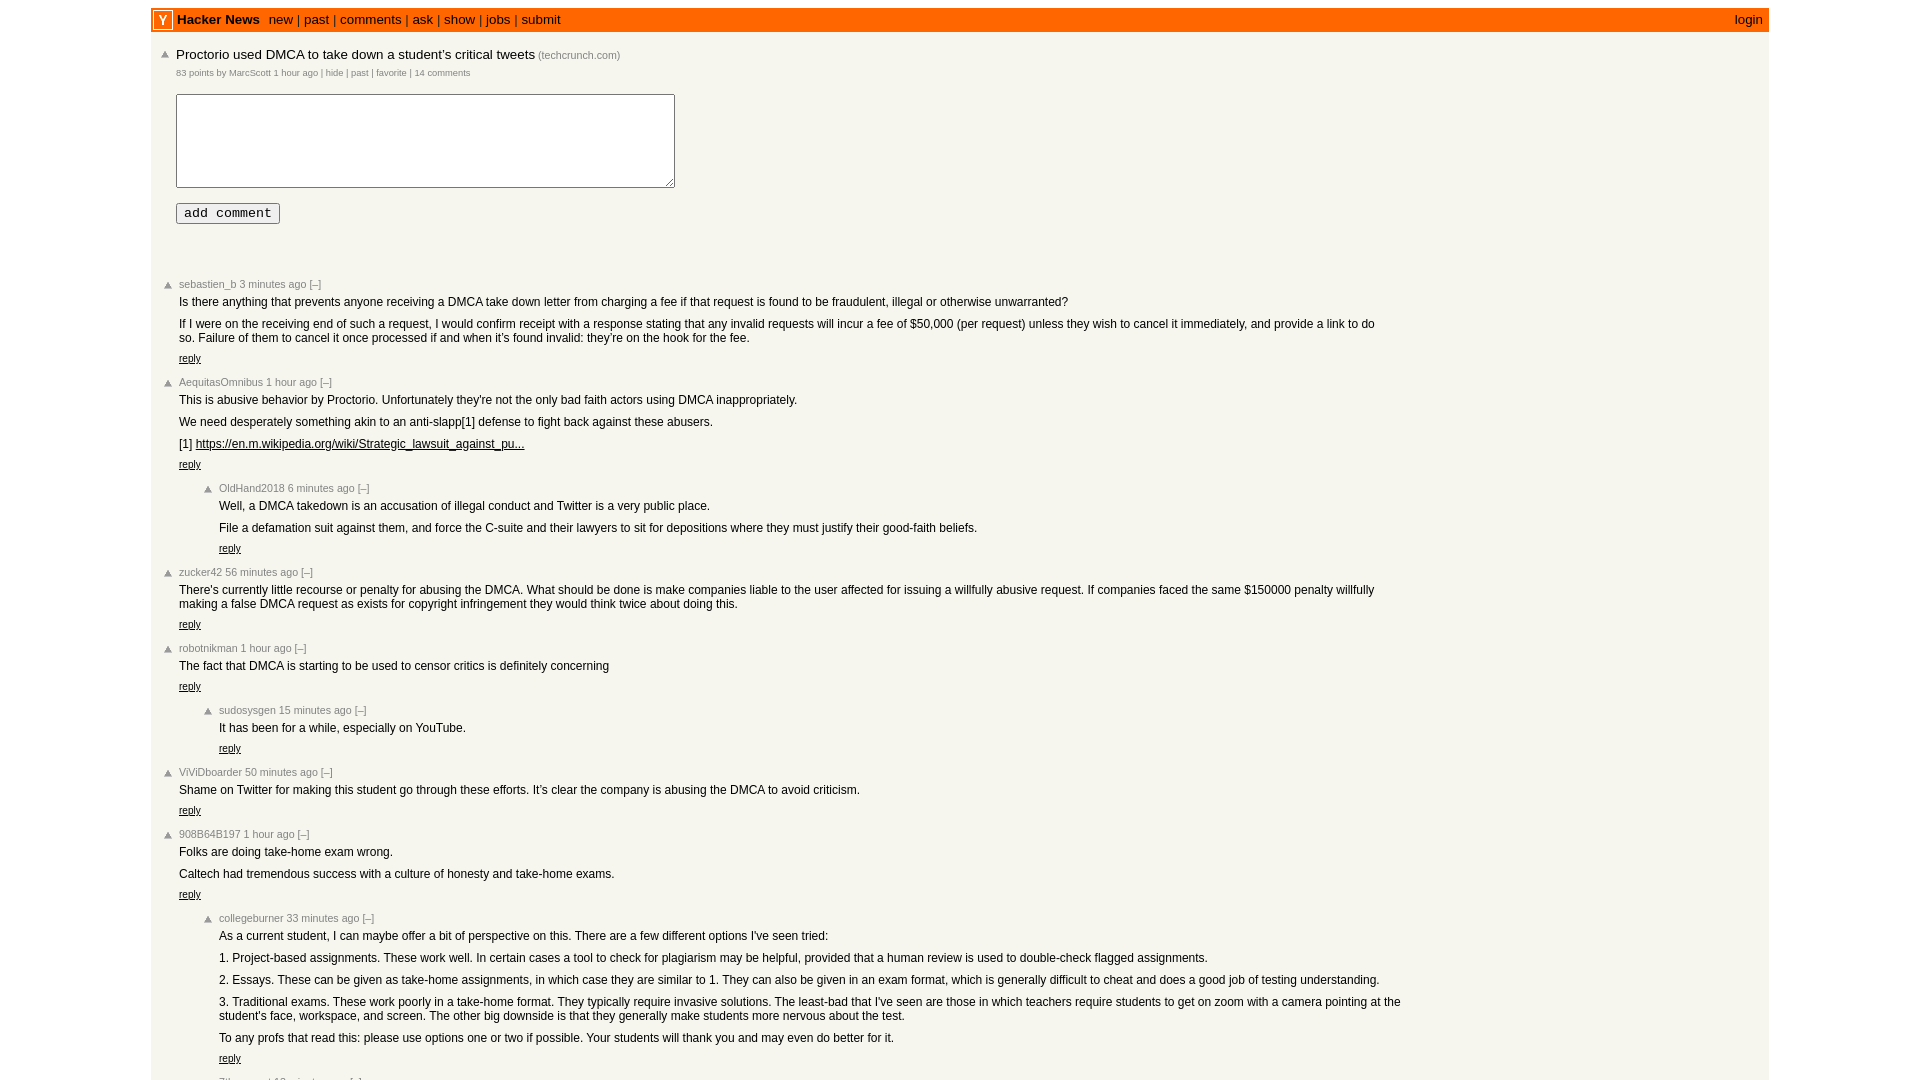 Y Hacker News new | past | comments | ask | show | jobs | submit login
Proctorio used DMCA to take down a student’s critical tweets (techcrunch.com)
83 points by MarcScott 1 hour ago | hide | past | favorite | 14 comments
add comment
sebastien_b 3 minutes ago [–]
Is there anything that prevents anyone receiving a DMCA take down letter from charging a fee if that request is found to be fraudulent, illegal or otherwise unwarranted?
If I were on the receiving end of such a request, I would confirm receipt with a response stating that any invalid requests will incur a fee of $50,000 (per request) unless they wish to cancel it immediately, and provide a link to do
so. Failure of them to cancel it once processed if and when it’s found invalid: they’re on the hook for the fee.
reply
AequitasOmnibus 1 hour ago [–]
This is abusive behavior by Proctorio. Unfortunately they're not the only bad faith actors using DMCA inappropriately.
We need desperately something akin to an anti-slapp[1] defense to fight back against these abusers.
[1] https://en.m.wikipedia.org/wiki/Strategic_lawsuit_against_pu...
reply
OldHand2018 6 minutes ago [–]
Well, a DMCA takedown is an accusation of illegal conduct and Twitter is a very public place.
File a defamation suit against them, and force the C-suite and their lawyers to sit for depositions where they must justify their good-faith beliefs.
reply
zucker42 56 minutes ago [–]
There's currently little recourse or penalty for abusing the DMCA. What should be done is make companies liable to the user affected for issuing a willfully abusive request. If companies faced the same $150000 penalty willfully
making a false DMCA request as exists for copyright infringement they would think twice about doing this.
reply
robotnikman 1 hour ago [–]
The fact that DMCA is starting to be used to censor critics is definitely concerning
reply
sudosysgen 15 minutes ago [–]
It has been for a while, especially on YouTube.
reply
ViViDboarder 50 minutes ago [–]
Shame on Twitter for making this student go through these efforts. It’s clear the company is abusing the DMCA to avoid criticism.
reply
908B64B197 1 hour ago [–]
Folks are doing take-home exam wrong.
Caltech had tremendous success with a culture of honesty and take-home exams.
reply
collegeburner 33 minutes ago [–]
As a current student, I can maybe offer a bit of perspective on this. There are a few different options I've seen tried:
1. Project-based assignments. These work well. In certain cases a tool to check for plagiarism may be helpful, provided that a human review is used to double-check flagged assignments.
2. Essays. These can be given as take-home assignments, in which case they are similar to 1. They can also be given in an exam format, which is generally difficult to cheat and does a good job of testing understanding.
3. Traditional exams. These work poorly in a take-home format. They typically require invasive solutions. The least-bad that I've seen are those in which teachers require students to get on zoom with a camera pointing at the
student's face, workspace, and screen. The other big downside is that they generally make students more nervous about the test.
To any profs that read this: please use options one or two if possible. Your students will thank you and may even do better for it.
reply